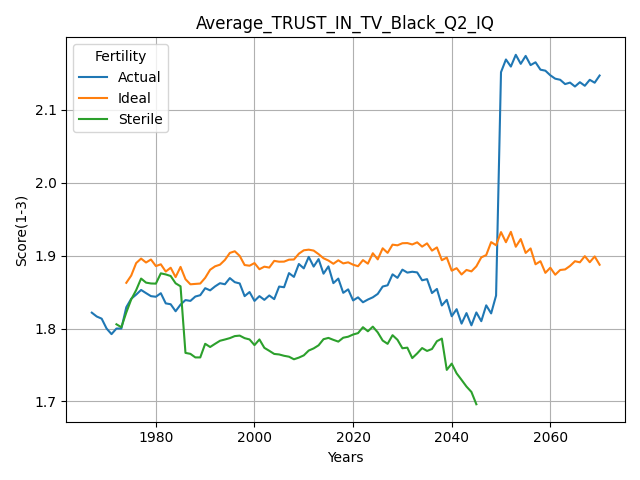 Average_TRUST_IN_TV_Black_Q2_IQ
Fertility
Actual
Ideal
Sterile
Score(1-3)
2.1
2.0
1.9
1.8
1.7
1980
2000
2020
2040
2060
Years